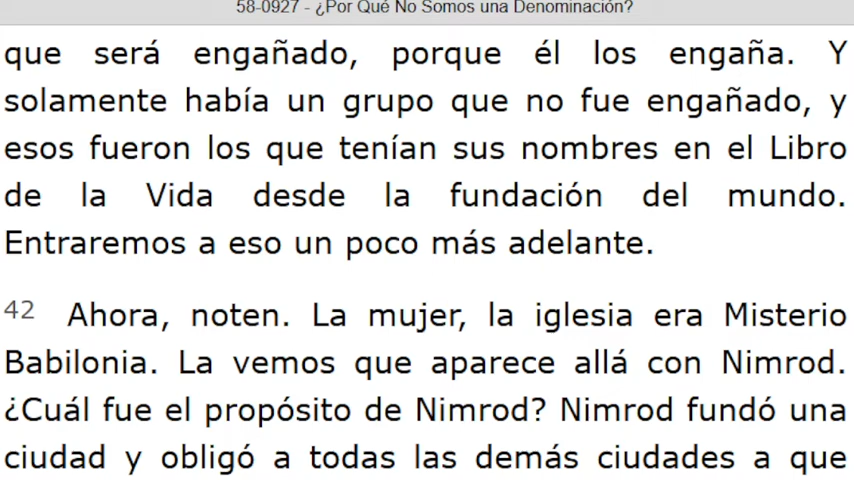 58-0927 - ¿Por Qué No Somos una Denominación?
que será engañado, porque él los engaña. Y
solamente había un grupo que no fue engañado, y
esos fueron los que tenían sus nombres en el Libro
de la Vida desde la fundación del mundo.
Entraremos a eso un poco más adelante.
42 Ahora, noten. La mujer, la iglesia era Misterio
Babilonia. La vemos que aparece allá con Nimrod.
¿Cuál fue el propósito de Nimrod? Nimrod fundó una
ciudad y obligó a todas las demás ciudades a que